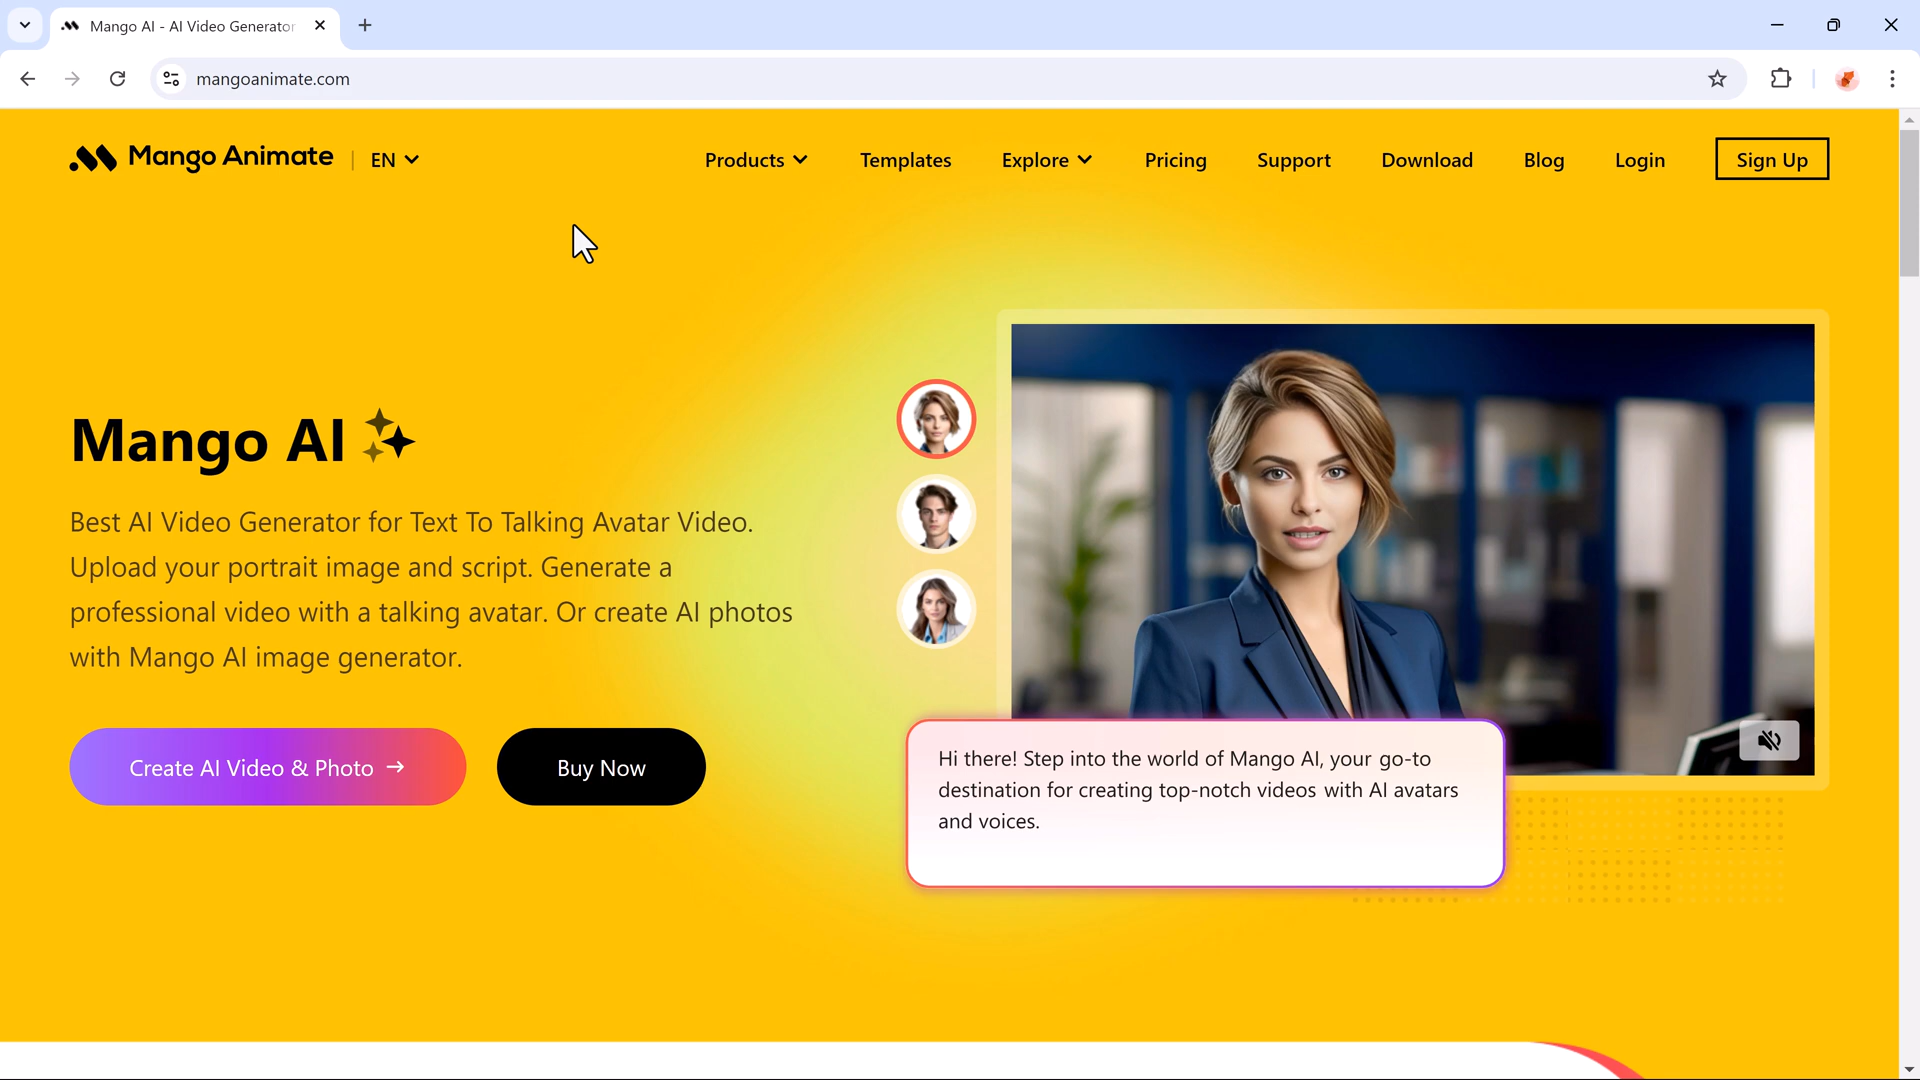 Mango AI - AI Video Generator
mangoanimate.com
Mango Animate | EN
Products
Templates
Explore
Pricing
Support
Download
Blog
Login
Sign Up
Mango AI
Best AI Video Generator for Text To Talking Avatar Video.
Upload your portrait image and script. Generate a
professional video with a talking avatar. Or create AI photos
with Mango AI image generator.
Create AI Video & Photo →
Buy Now
Hi there! Step into the world of Mango AI, your go-to
destination for creating top-notch videos with AI avatars
and voices.